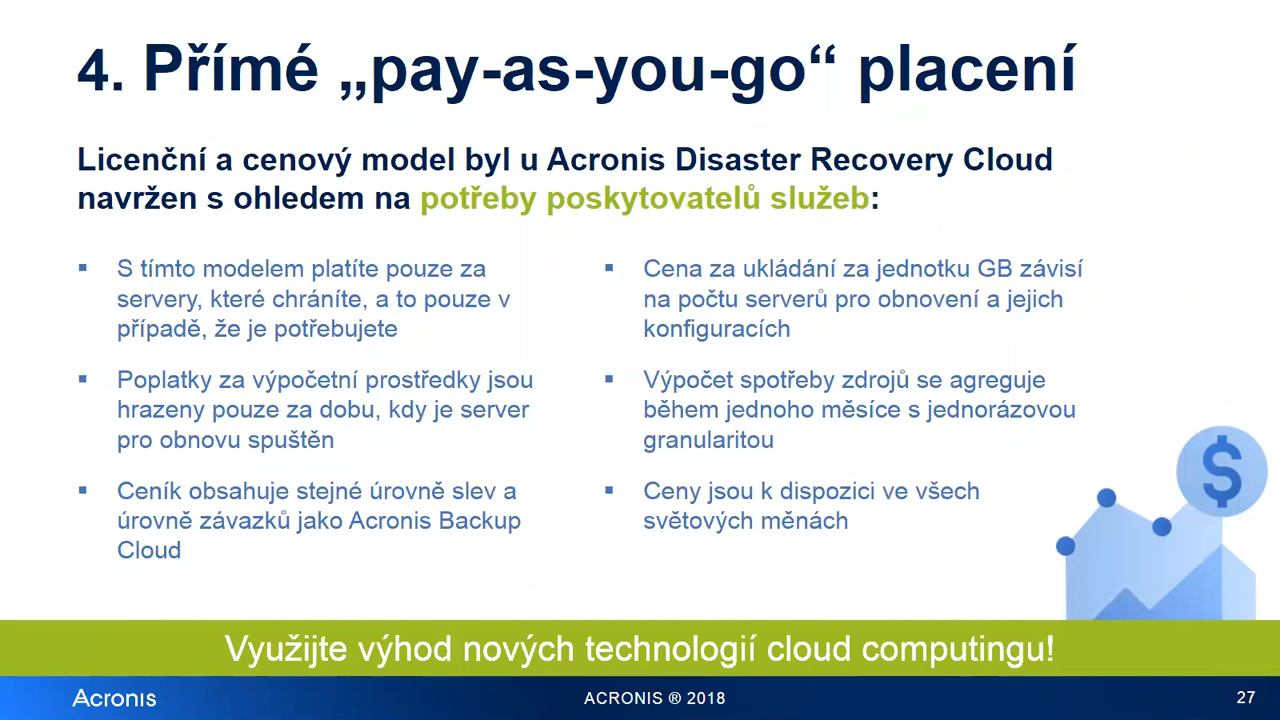 4. Přímé „pay-as-you-go“ placení
Licenční a cenový model byl u Acronis Disaster Recovery Cloud
navržen s ohledem na potřeby poskytovatelů služeb:
▪ S tímto modelem platíte pouze za
servery, které chráníte, a to pouze v
případě, že je potřebujete
▪ Poplatky za výpočetní prostředky jsou
hrazeny pouze za dobu, kdy je server
pro obnovu spuštěn
▪ Ceník obsahuje stejné úrovně slev a
úrovně závazků jako Acronis Backup
Cloud
▪ Cena za ukládání za jednotku GB závisí
na počtu serverů pro obnovení a jejich
konfiguracích
▪ Výpočet spotřeby zdrojů se agreguje
během jednoho měsíce s jednorázovou
granularitou
▪ Ceny jsou k dispozici ve všech
světových měnách
$
Využijte výhod nových technologií cloud computingu!
Acronis
ACRONIS ® 2018
27